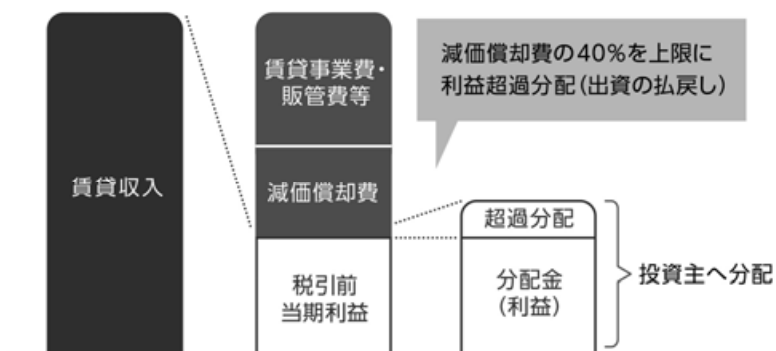 賃貸収入
賃貸事業費・
販管費等
減価償却費
税引前
当期利益
減価償却費の40%を上限に
利益超過分配(出資の払戻し)
超過分配
分配金
(利益)
投資主へ分配